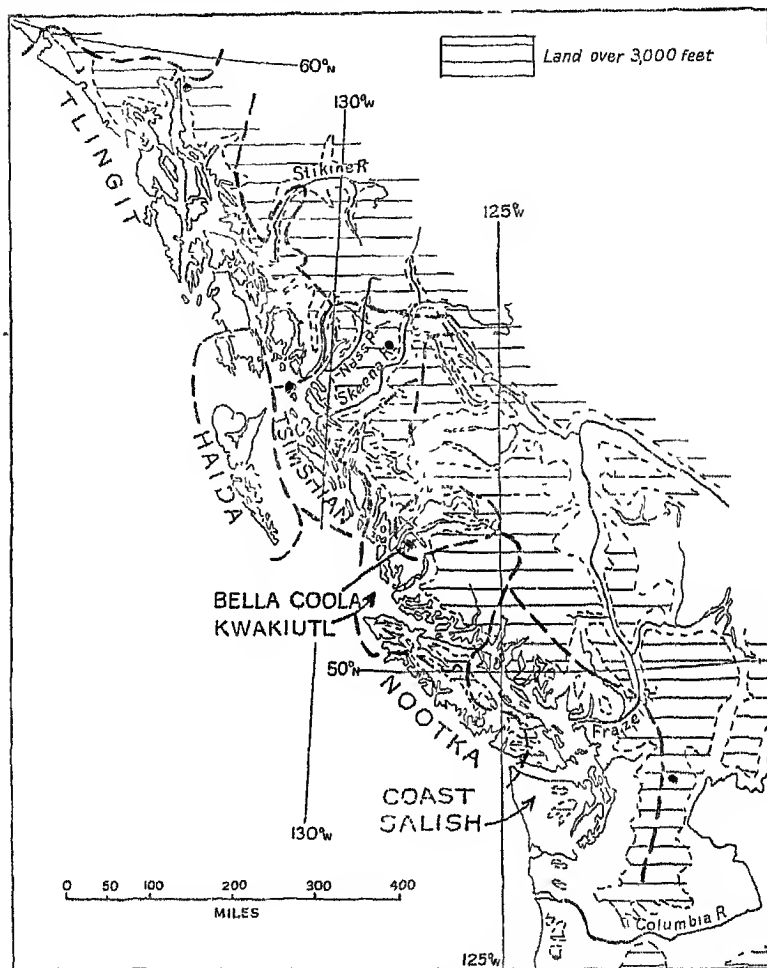 Land over 3,000 feet
60°N
130°W
TLINGIT
Stikine R
125°W
Nass R
Skeena R
HAIDA
TSIMSHIAN
BELLA COOLA
KWAKIUTL
50°N
NOOTKA
Fraze
COAST
SALISH
130°W
0 50 100 200 300 400
MILES
Columbia R
125°W